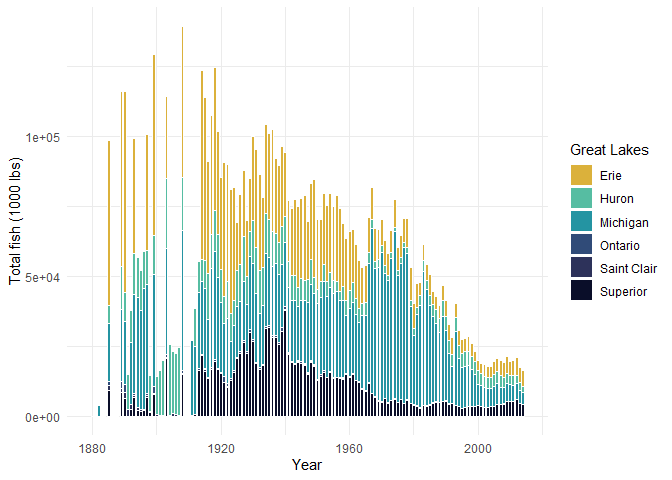 Total fish (1000 lbs)
1e+05
5e+04
0e+00
1880
1920
1960
2000
Year
Great Lakes
Erie
Huron
Michigan
Ontario
Saint Clair
Superior